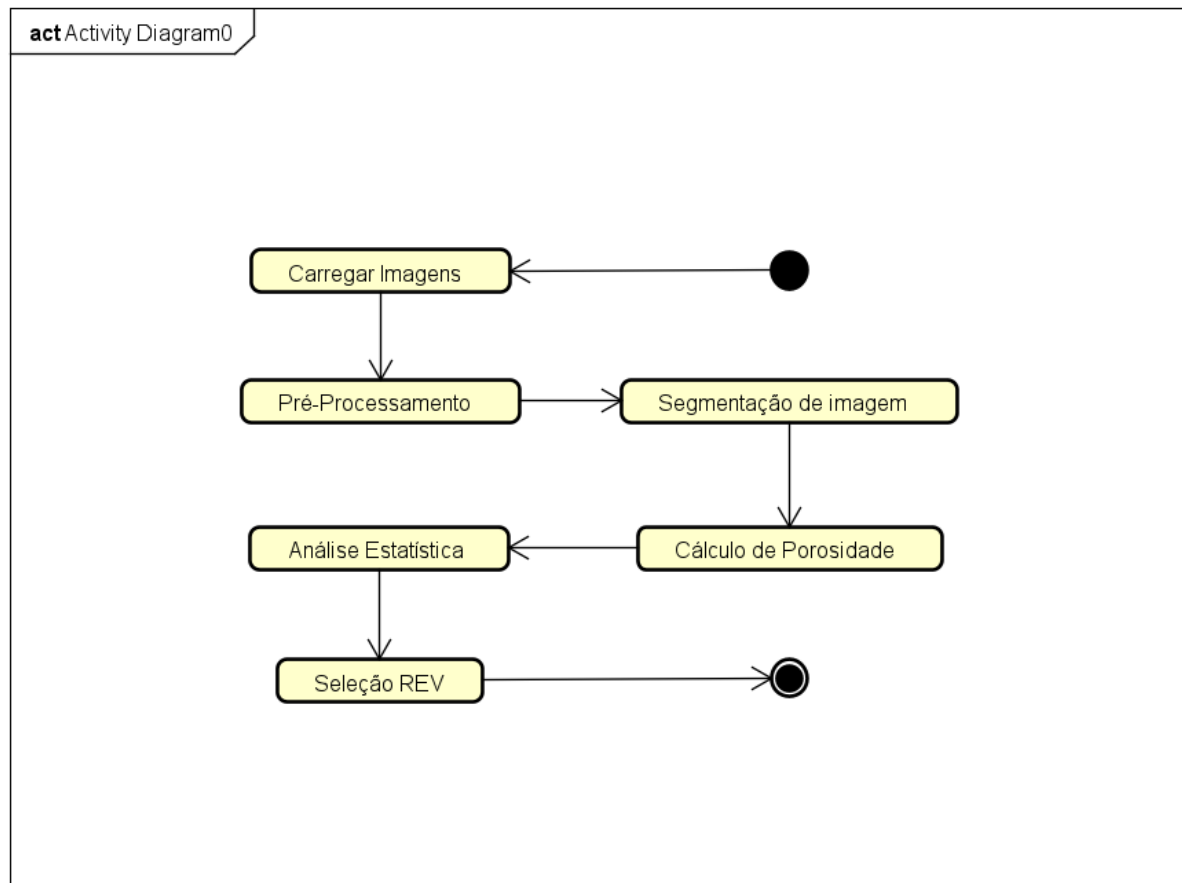 act Activity Diagram0
Carregar Imagens
Pré-Processamento
Segmentação de imagem
Análise Estatística
Cálculo de Porosidade
Seleção REV